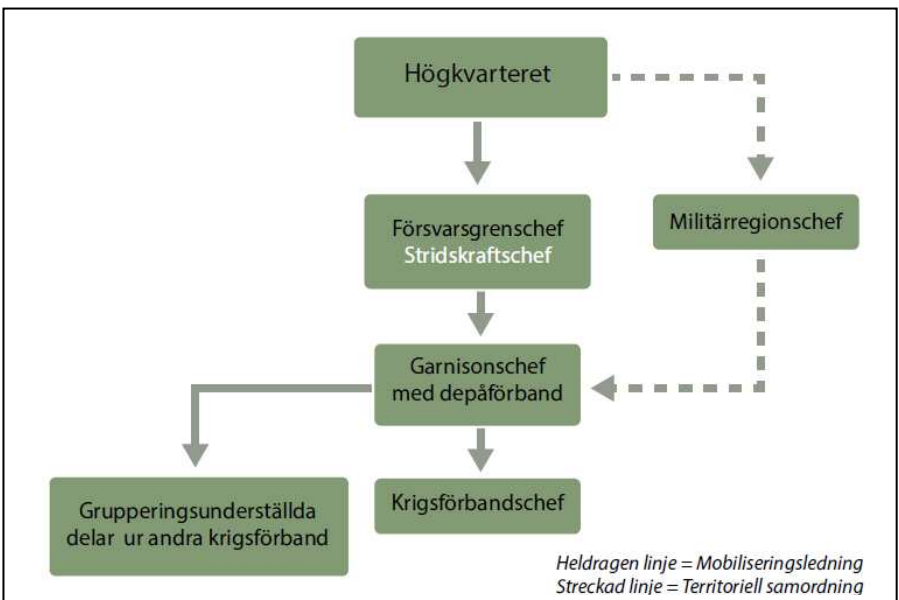 Högkvarteret
Försvarsgrenschef
Stridskraftschef
Militärregionschef
Garnisonschef
med depåförband
Grupperingsunderställda
delar ur andra krigsförband
Krigsförbandschef
Heldragen linje = Mobiliseringsledning
Streckad linje = Territoriell samordning